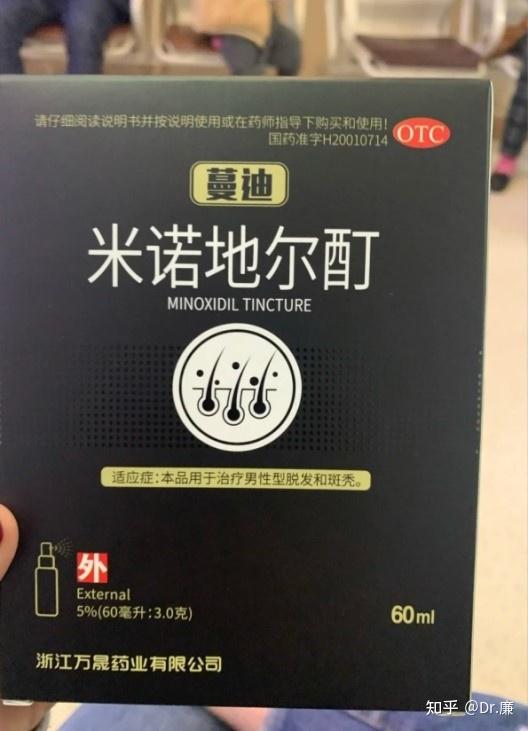 请仔细阅读说明书并按说明使用或在药师指导下购买和使用!
国药准字H20010714
OTC
蔓迪
米诺地尔酊
MINOXIDIL TINCTURE
适应症:本品用于治疗男性型脱发和斑秃。
外
External
5%(60毫升:3.0克)
60ml
浙江万晟药业有限公司
知乎 @Dr.廉